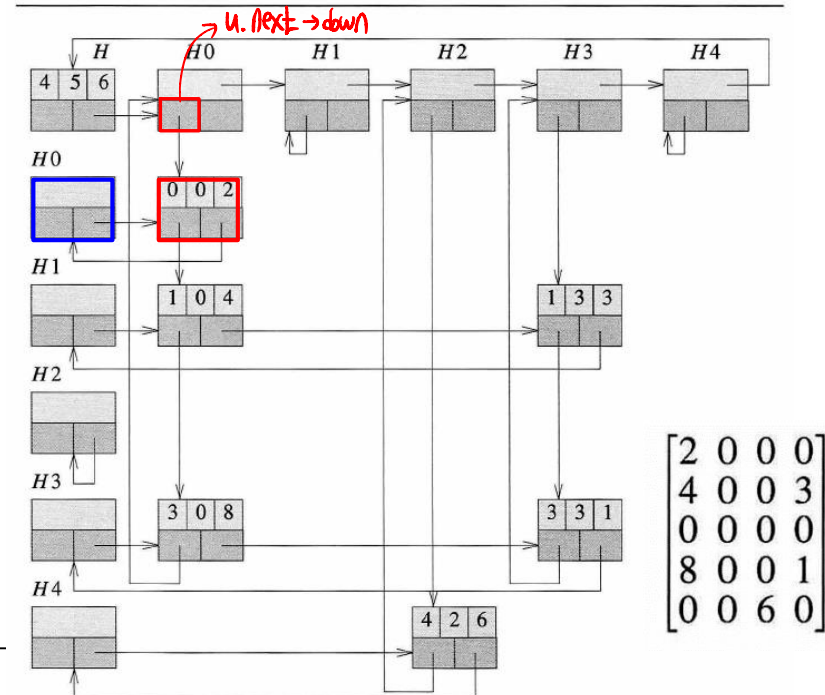 u.next → down
H H0 H1 H2 H3 H4
4 5 6
H0
0 0 2
H1
1 0 4 1 3 3
H2
H3
3 0 8 3 3 1
H4
4 2 6
2 0 0 0
4 0 0 3
0 0 0 0
8 0 0 1
0 0 6 0